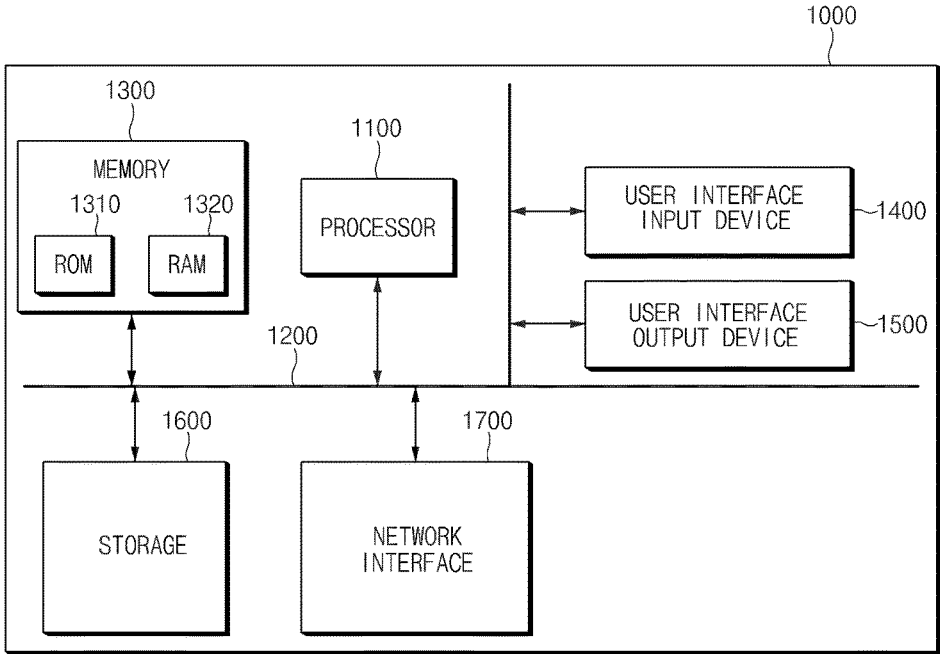 1000
1300
MEMORY
1310
1320
ROM
RAM
1100
PROCESSOR
USER INTERFACE
INPUT DEVICE
1400
USER INTERFACE
OUTPUT DEVICE
1500
1200
1600
STORAGE
1700
NETWORK
INTERFACE